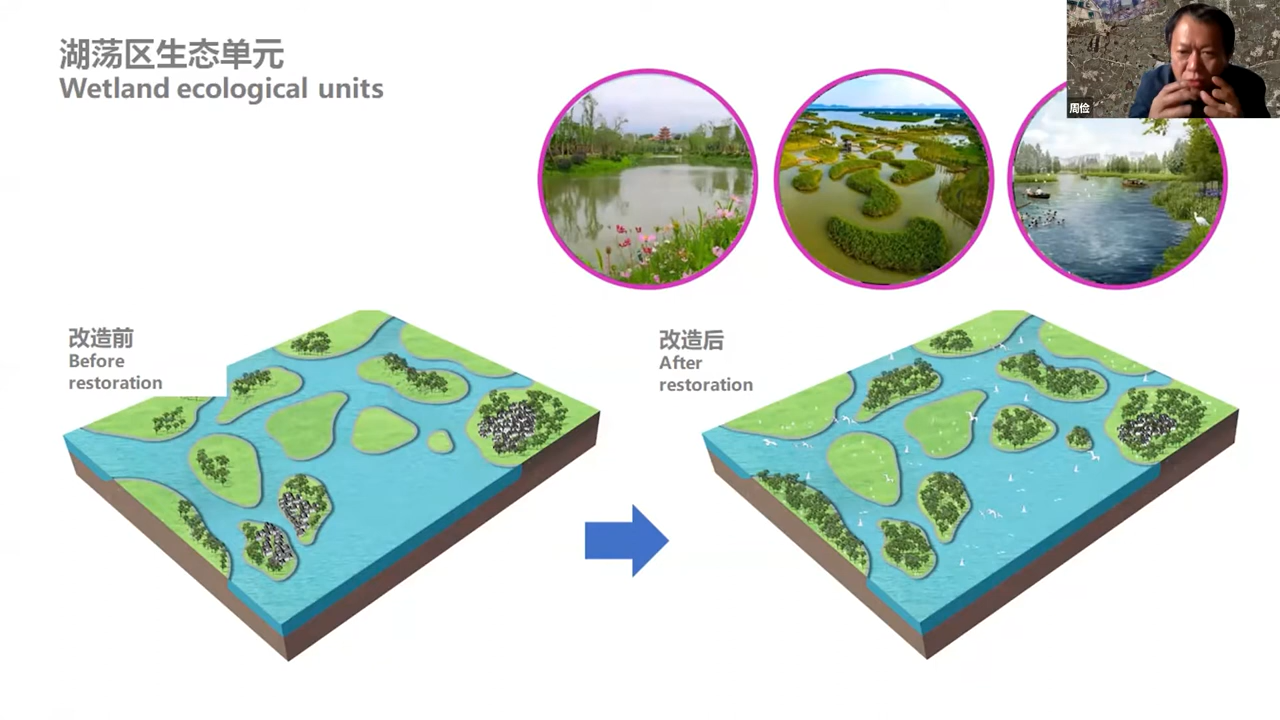 湖荡区生态单元
Wetland ecological units
周俭
改造前
Before
restoration
改造后
After
restoration